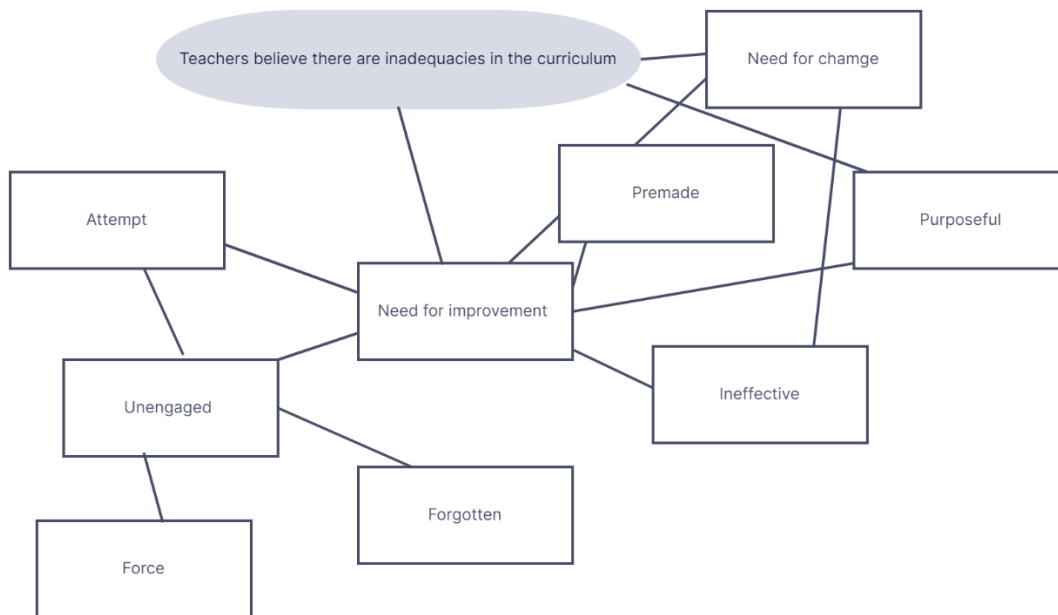 Teachers believe there are inadequacies in the curriculum
Need for chamge
Premade
Attempt
Purposeful
Need for improvement
Ineffective
Unengaged
Forgotten
Force